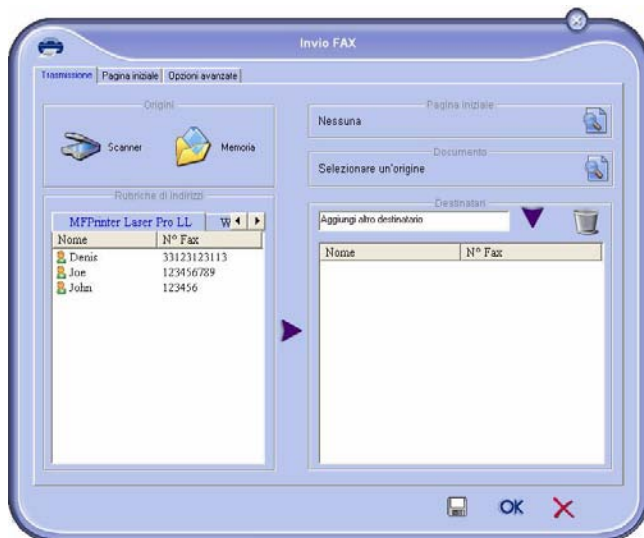 Invio FAX
Trasmissione Pagina iniziale Opzioni avanzate
Origini
Scanner Memoria
Pagina iniziale
Nessuna
Documento
Selezionare un'origine
Rubriche di indirizzi
MFPrinter Laser Pro LL W
Nome N° Fax
Denis 33123123113
Joe 123456789
John 123456
Destinatari
Aggiungi altro destinatario
Nome N° Fax
OK